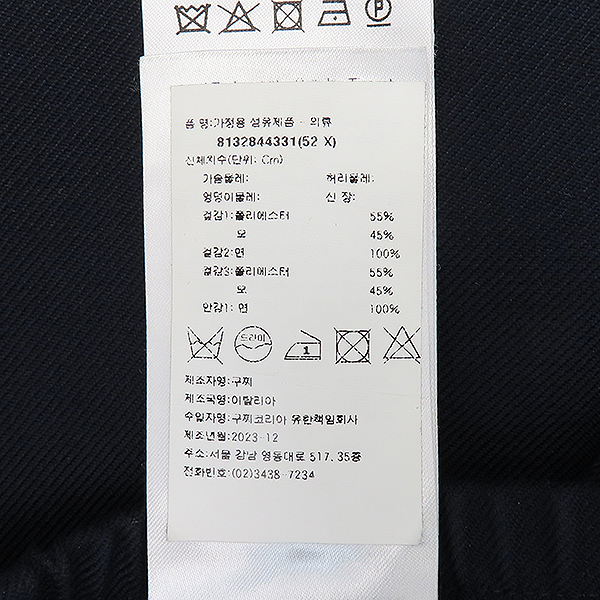 P
품 명:가정용 섬유제품 - 의류
8132844331(52 X)
신체치수(단위: Cm)
가슴둘레: 허리둘레:
엉덩이둘레: 신 장:
겉감1:폴리에스터 55%
모 45%
겉감2:면 100%
겉감3:폴리에스터 55%
모 45%
안감1: 면 100%
드라이 1
제조자명:구찌
제조국명:이탈리아
수입자명:구찌코리아 유한책임회사
제조년월:2023-12
주소:서울 강남 영동대로 517, 35층
전화번호:(02)3438-7234